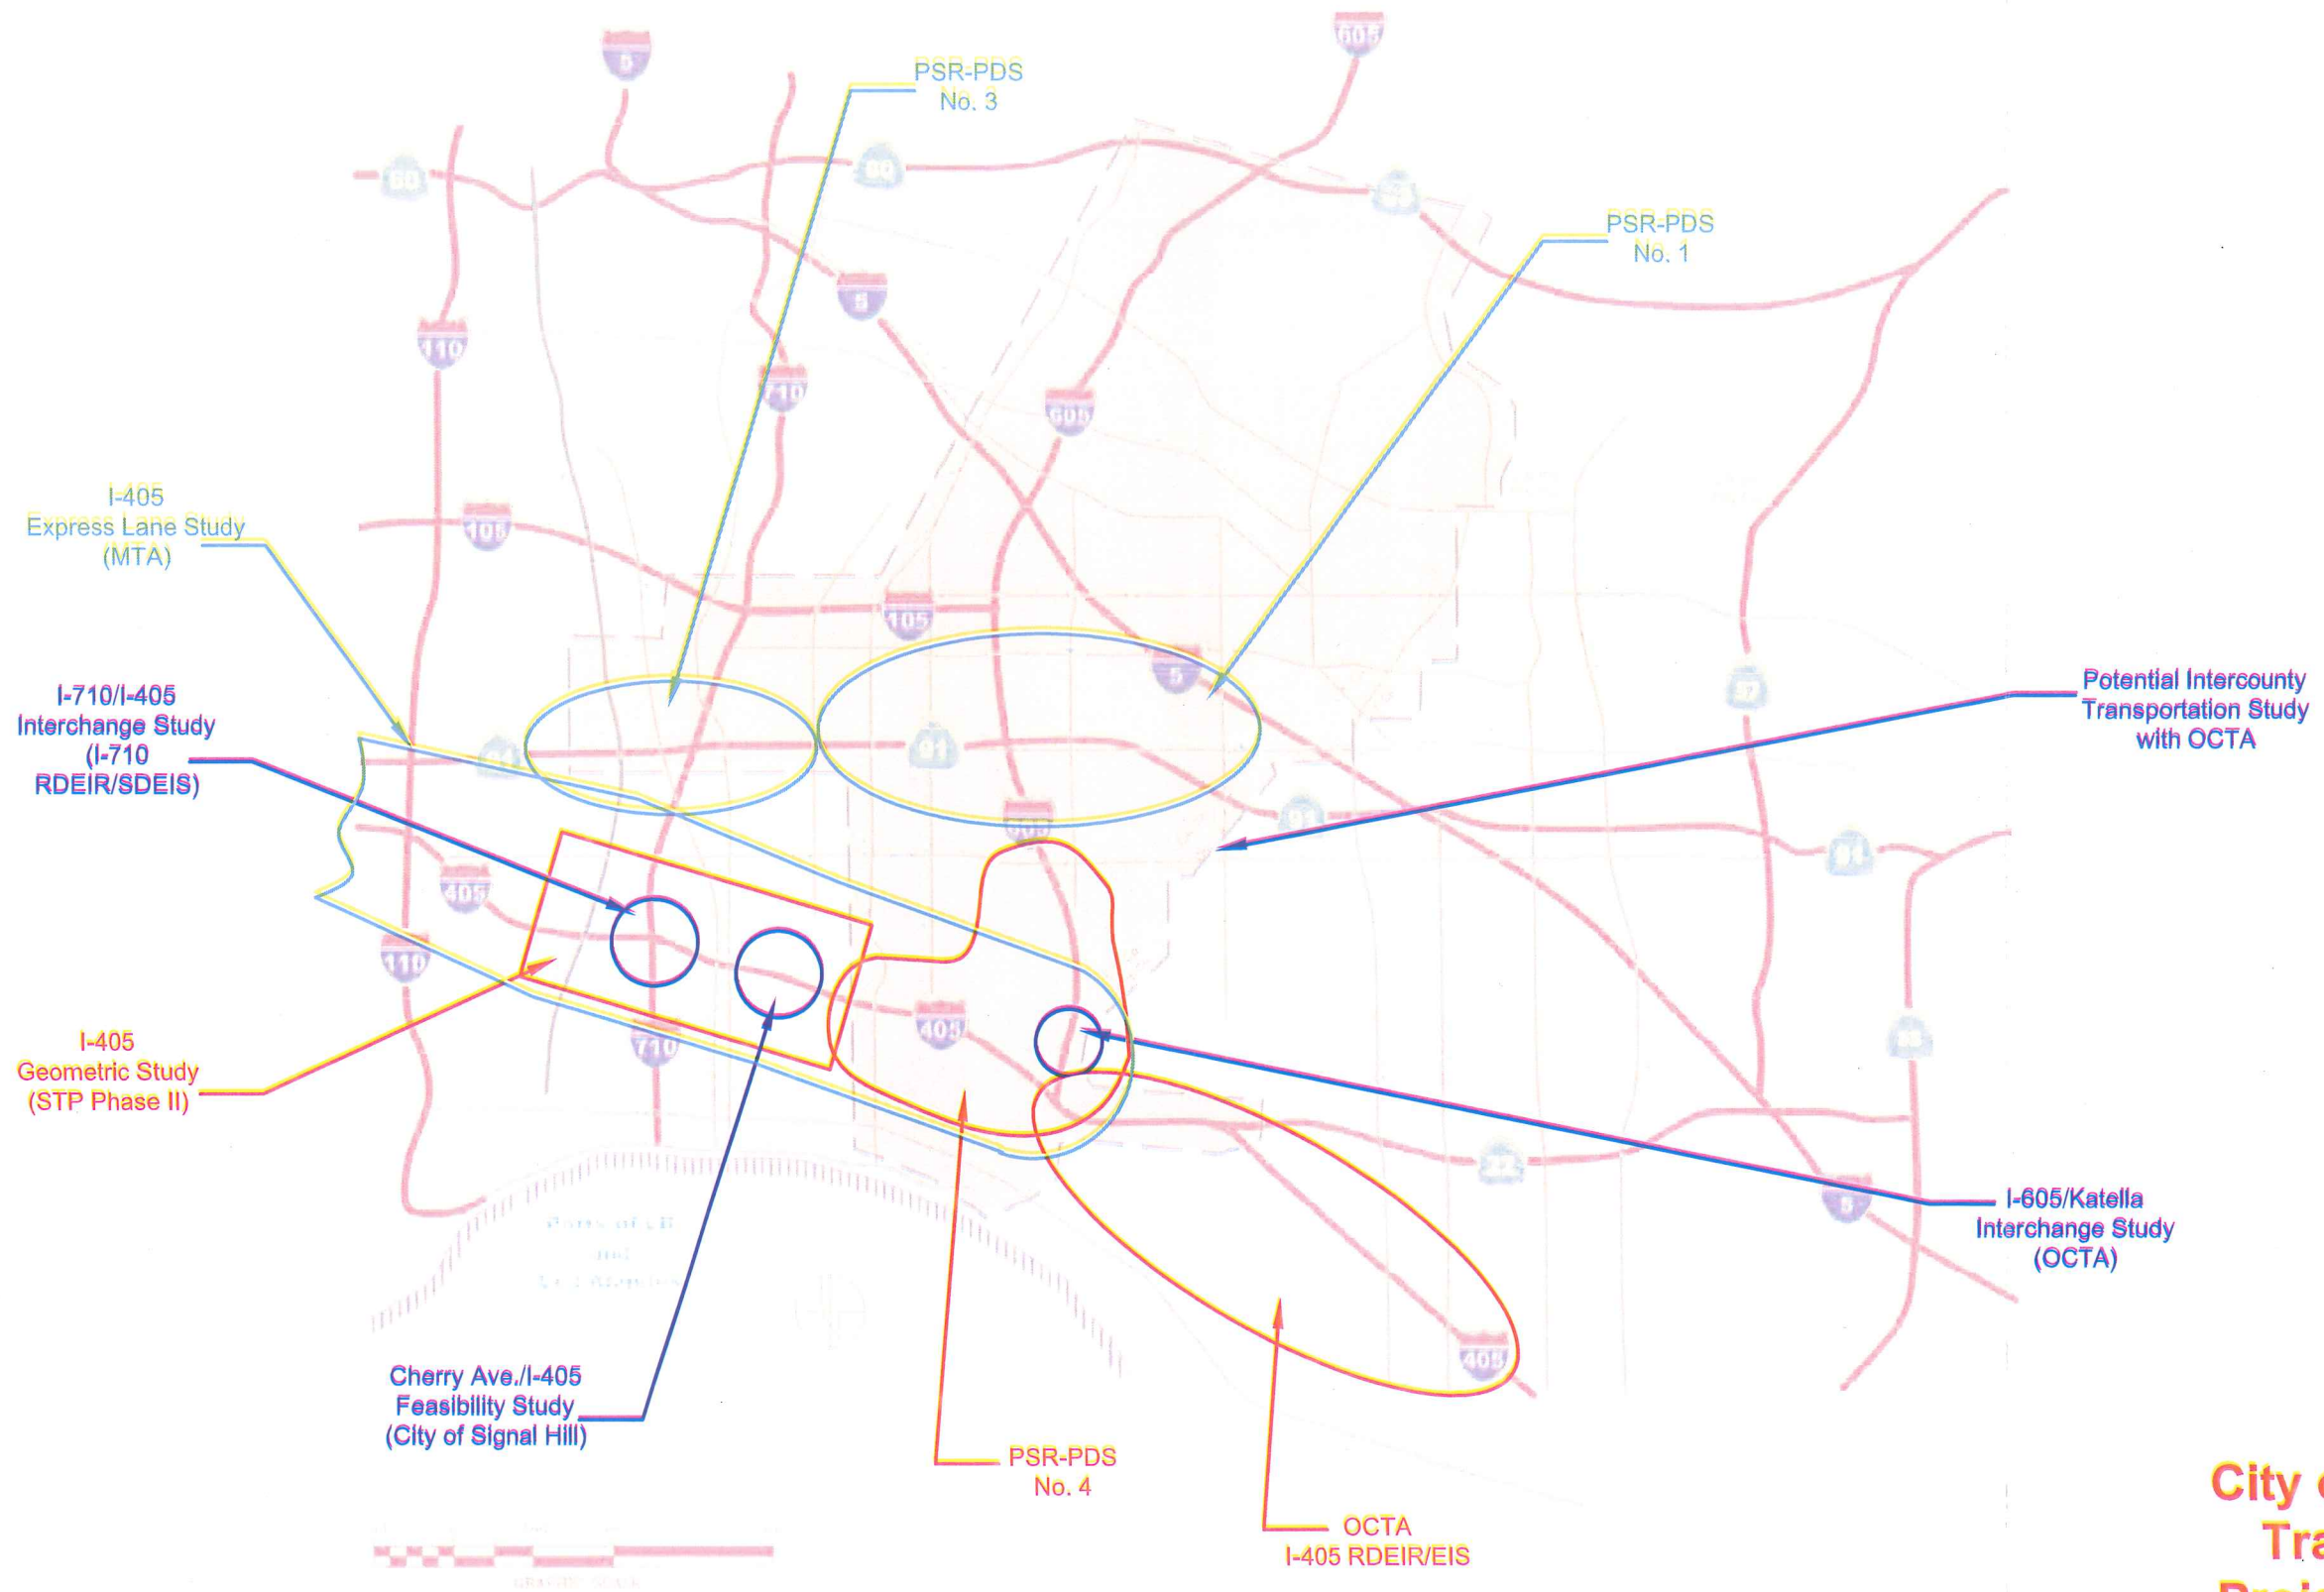 5
605
PSR-PDS
No. 3
60
60
PSR-PDS
No. 1
5
110
710
605
I-405
Express Lane Study
(MTA)
105
105
5
I-710/I-405
Interchange Study
(I-710
RDEIR/SDEIS)
Potential Intercounty
Transportation Study
with OCTA
91
91
605
91
91
405
110
405
710
I-405
Geometric Study
(STP Phase II)
22
5
I-605/Katella
Interchange Study
(OCTA)
405
Cherry Ave./I-405
Feasibility Study
(City of Signal Hill)
PSR-PDS
No. 4
OCTA
I-405 RDEIR/EIS
City
Tra
GRAPHIC SCALE